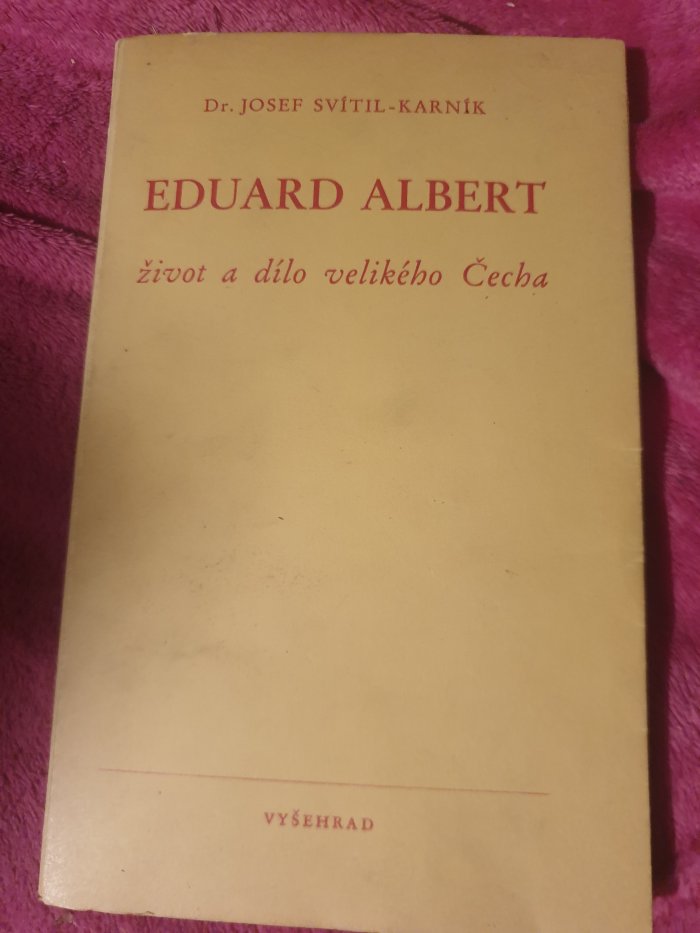 Dr. JOSEF SVÍTIL-KARNÍK
EDUARD ALBERT
život a dílo velikého Čecha
VYŠEHRAD